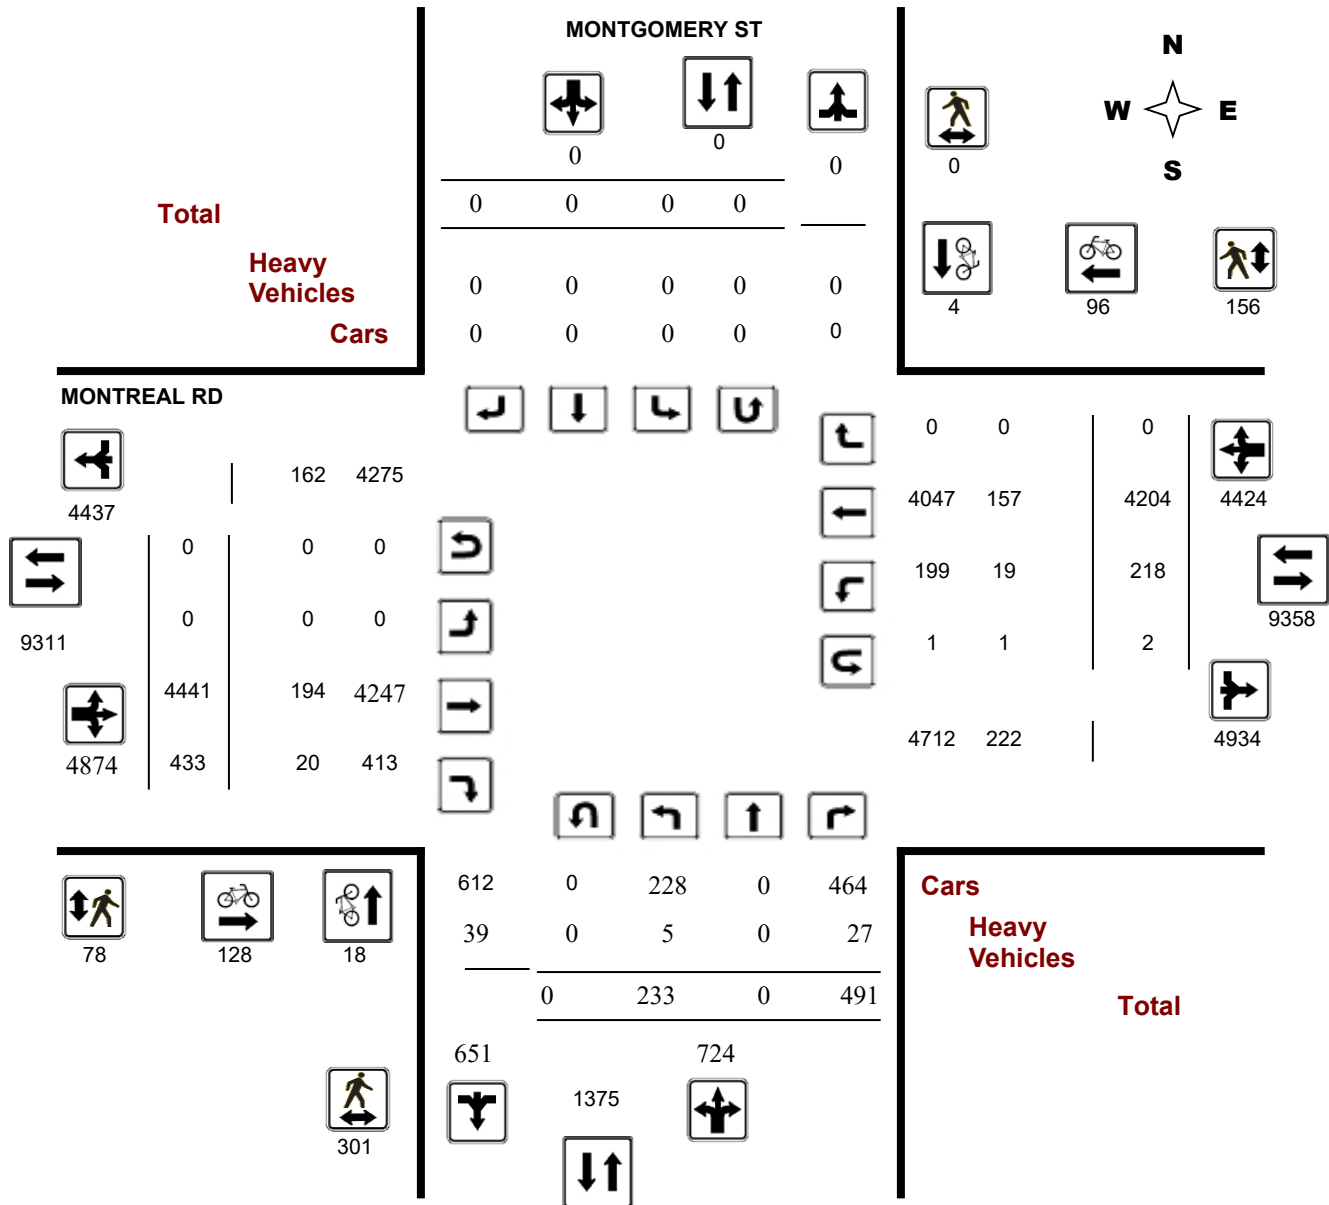 MONTGOMERY ST
N
W E
S
0 0 0 0
0 0 0 0
Total
4 96 156
Heavy
Vehicles
0 0 0 0 0
Cars
0 0 0 0 0
MONTREAL RD
0 0 0
162 4275
4437
4047 157 4204 4424
0 0 0
199 19 218
9311
0 0 0
9358
1 1 2
4441 194 4247
4874 433 20 413
4712 222 4934
612 0 228 0 464
Cars
39 0 5 0 27
Heavy
Vehicles
78 128 18
0 233 0 491
Total
651 724
1375
301